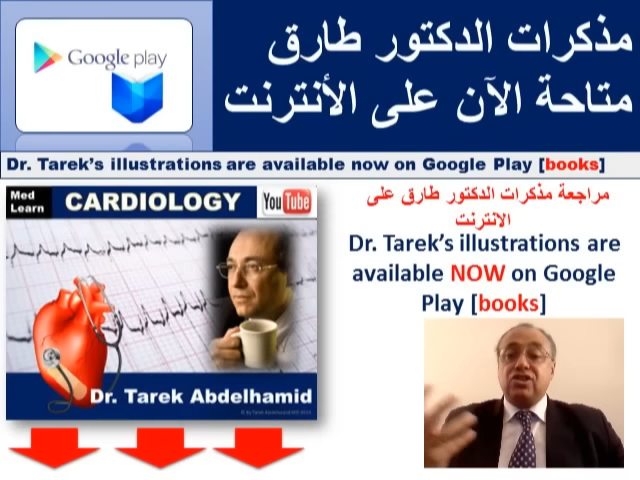 Google play
مذكرات الدكتور طارق
متاحة الآن على الأنترنت
Dr. Tarek's illustrations are available now on Google Play [books]
Med
Learn
CARDIOLOGY
YouTube
Dr. Tarek Abdelhamid
مراجعة مذكرات الدكتور طارق على
الانترنت
Dr. Tarek's illustrations are
available NOW on Google
Play [books]